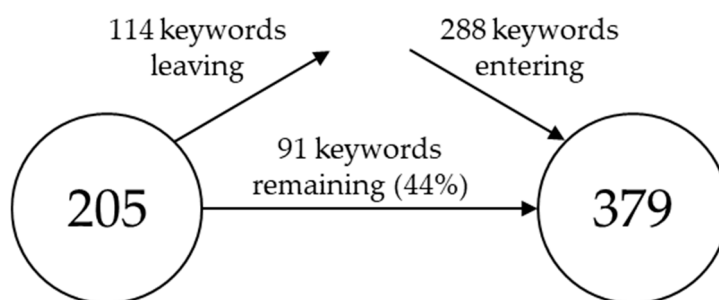 114 keywords
leaving
288 keywords
entering
91 keywords
remaining (44%)
205
379